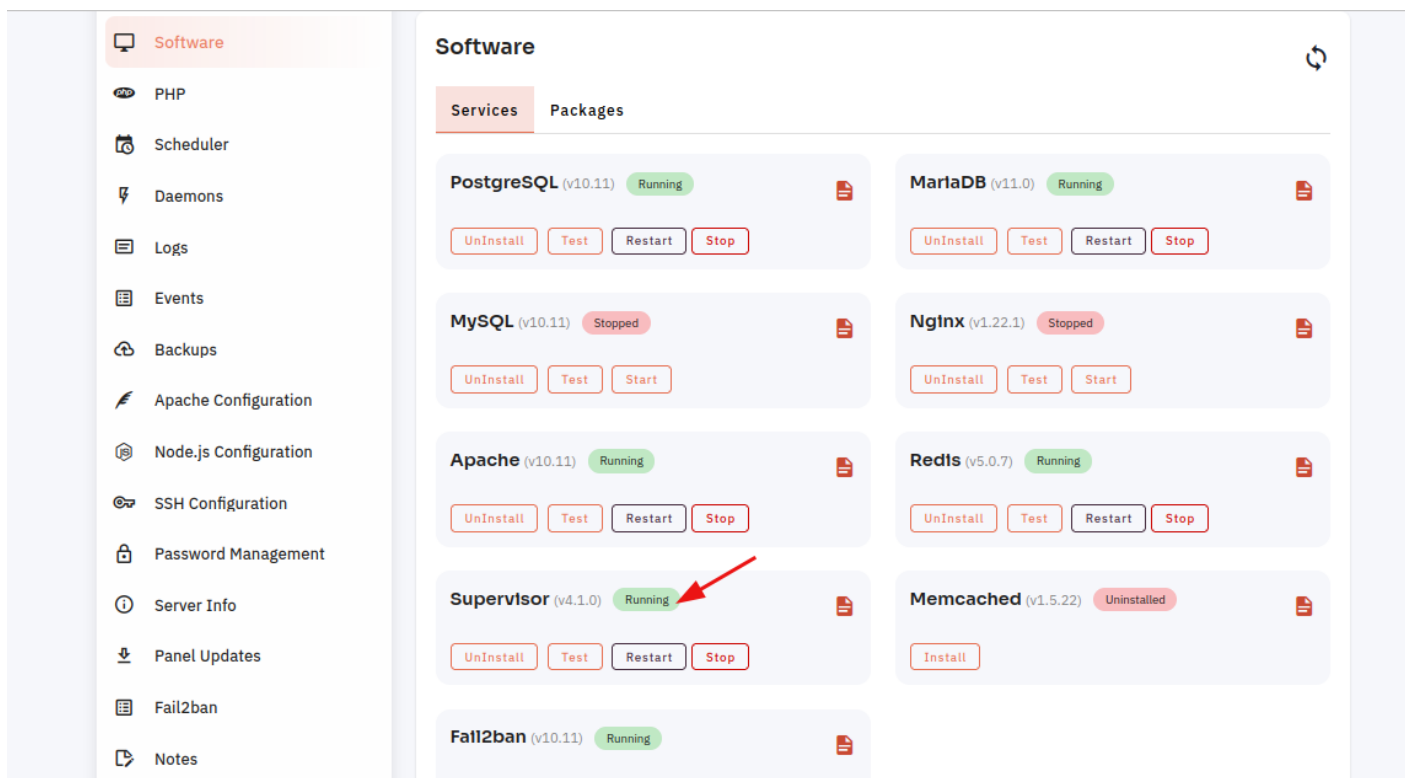 Software
PHP
Scheduler
Daemons
Logs
Events
Backups
Apache Configuration
Node.js Configuration
SSH Configuration
Password Management
Server Info
Panel Updates
Fail2ban
Notes
Software
Services Packages
PostgreSQL (v10.11) Running
UnInstall Test Restart Stop
MariaDB (v11.0) Running
UnInstall Test Restart Stop
MySQL (v10.11) Stopped
UnInstall Test Start
Nginx (v1.22.1) Stopped
UnInstall Test Start
Apache (v10.11) Running
UnInstall Test Restart Stop
Redis (v5.0.7) Running
UnInstall Test Restart Stop
Supervisor (v4.1.0) Running
UnInstall Test Restart Stop
Memcached (v1.5.22) Uninstalled
Install
Fail2ban (v10.11) Running